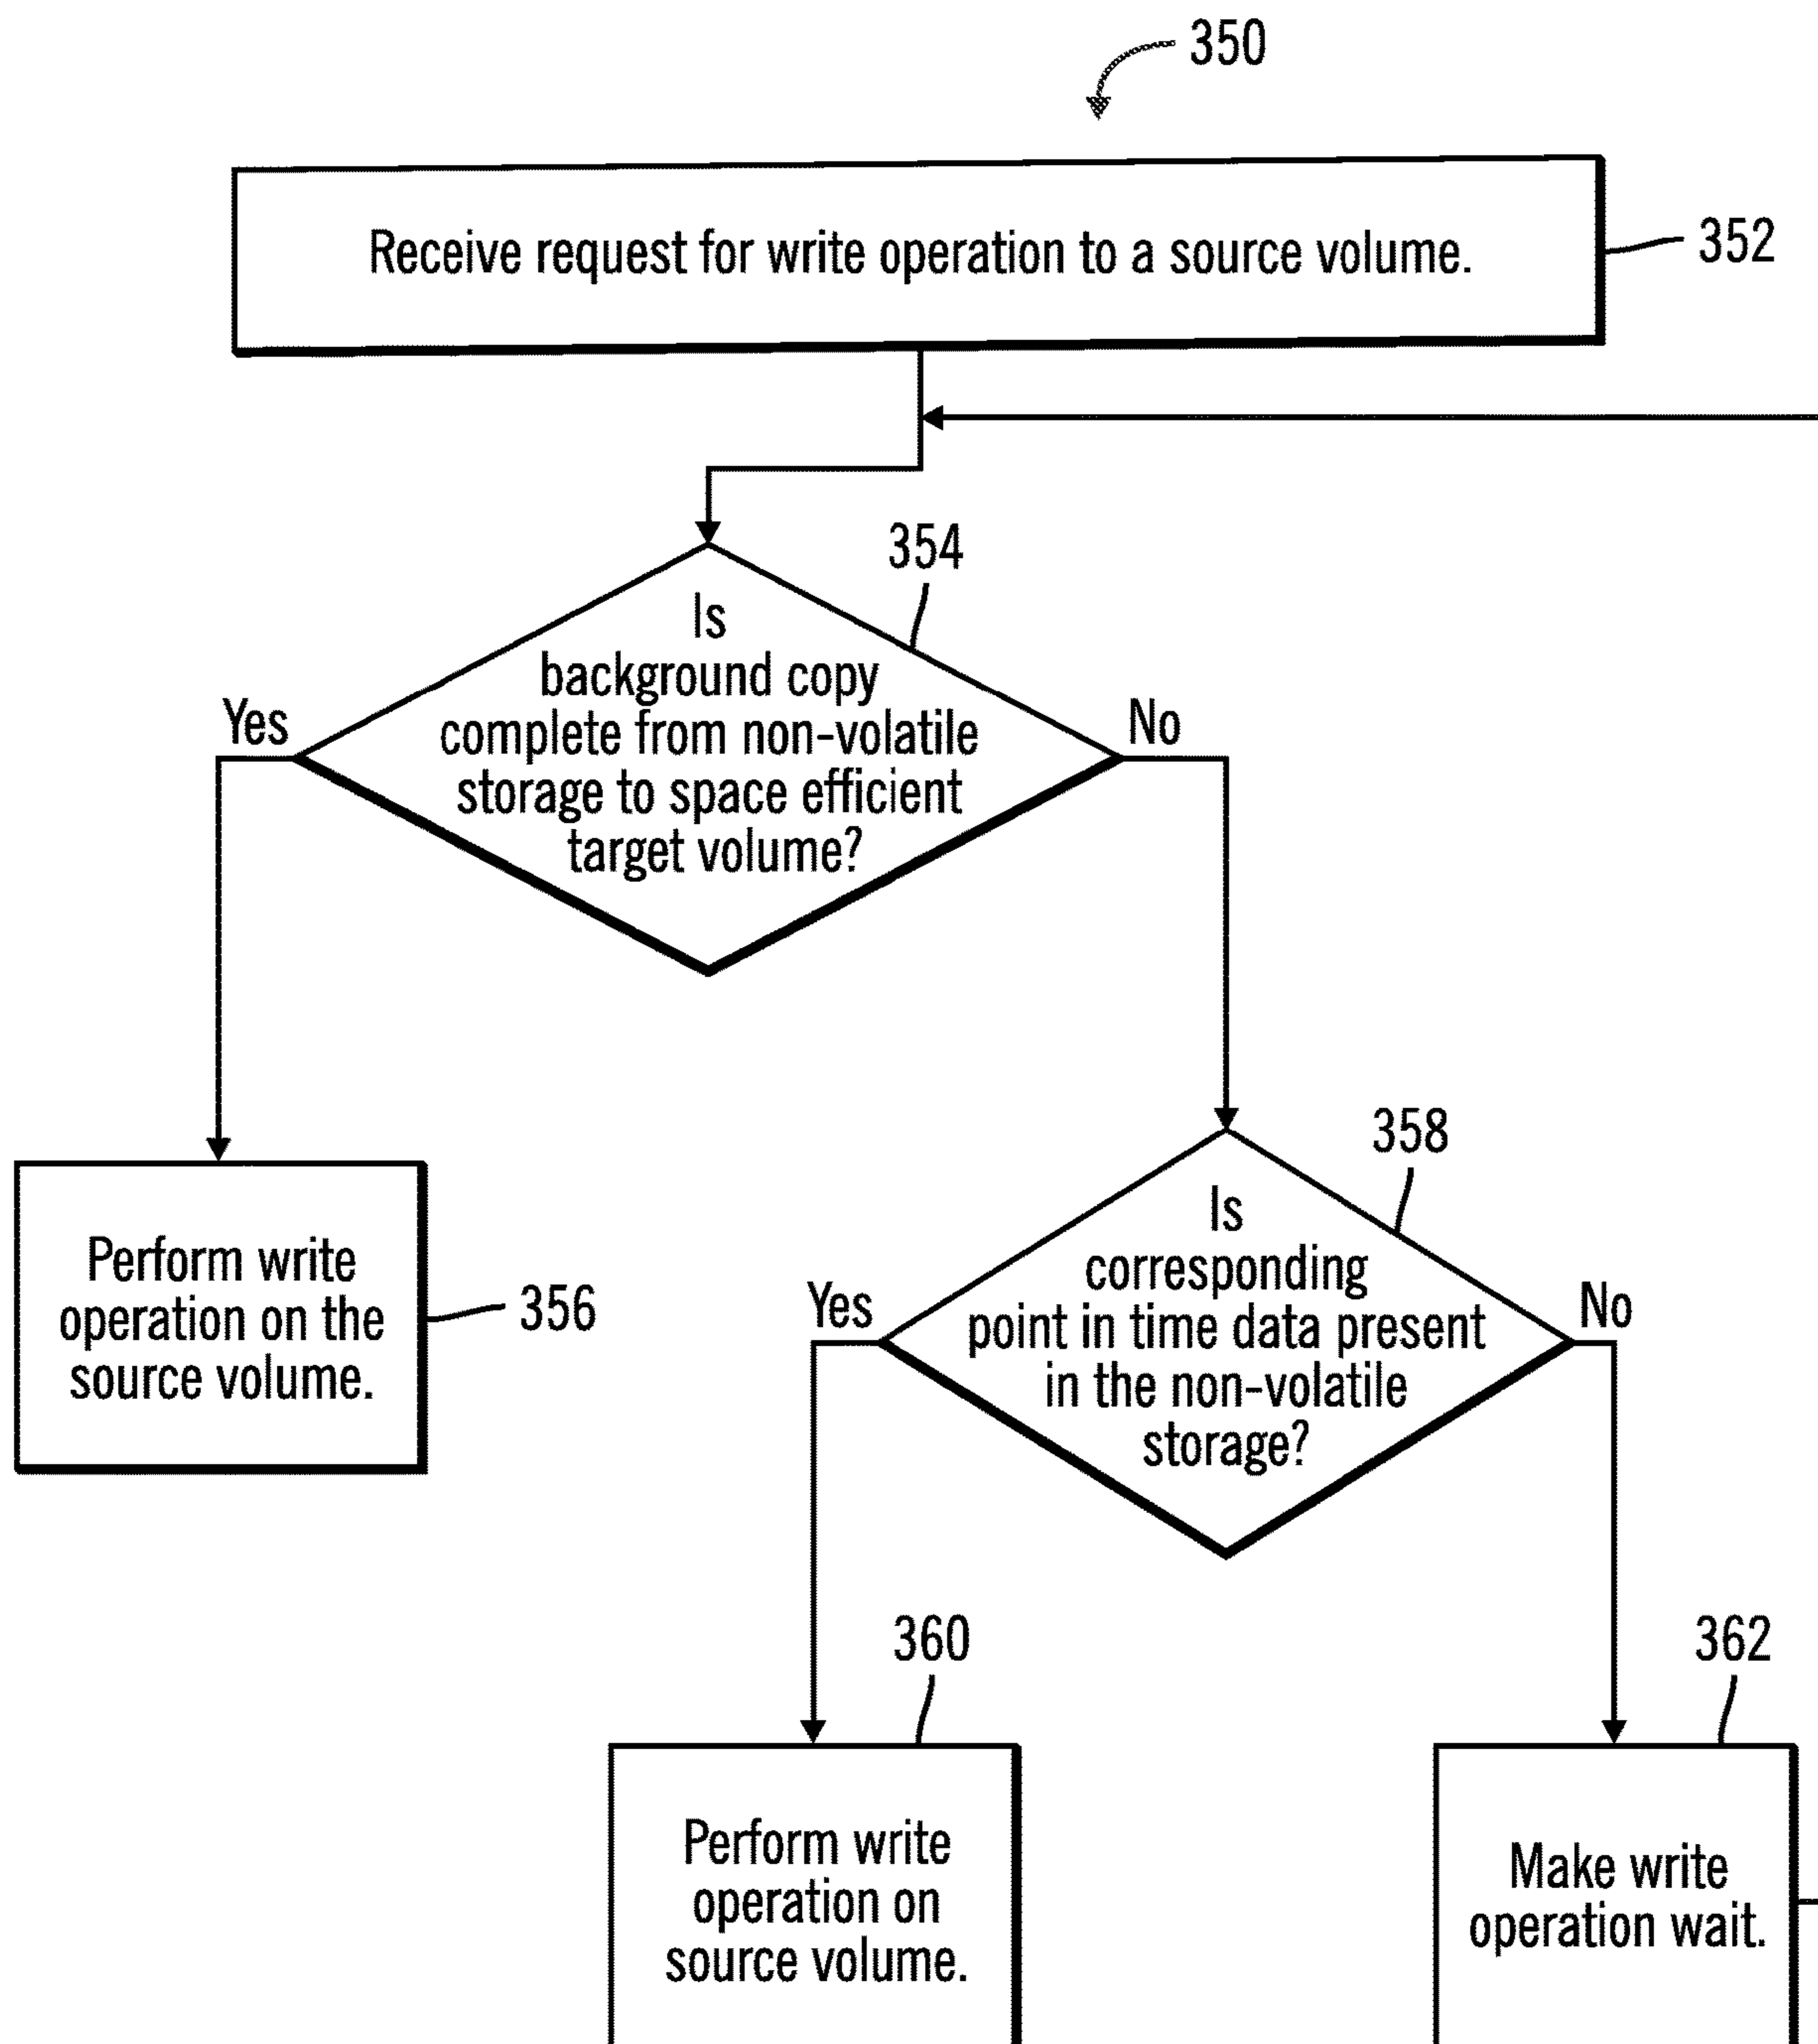 350
Receive request for write operation to a source volume.
352
354
Is
background copy
complete from non-volatile
storage to space efficient
target volume?
Yes
No
Perform write
operation on the
source volume.
356
358
Is
corresponding
point in time data present
in the non-volatile
storage?
Yes
No
360
Perform write
operation on
source volume.
362
Make write
operation wait.